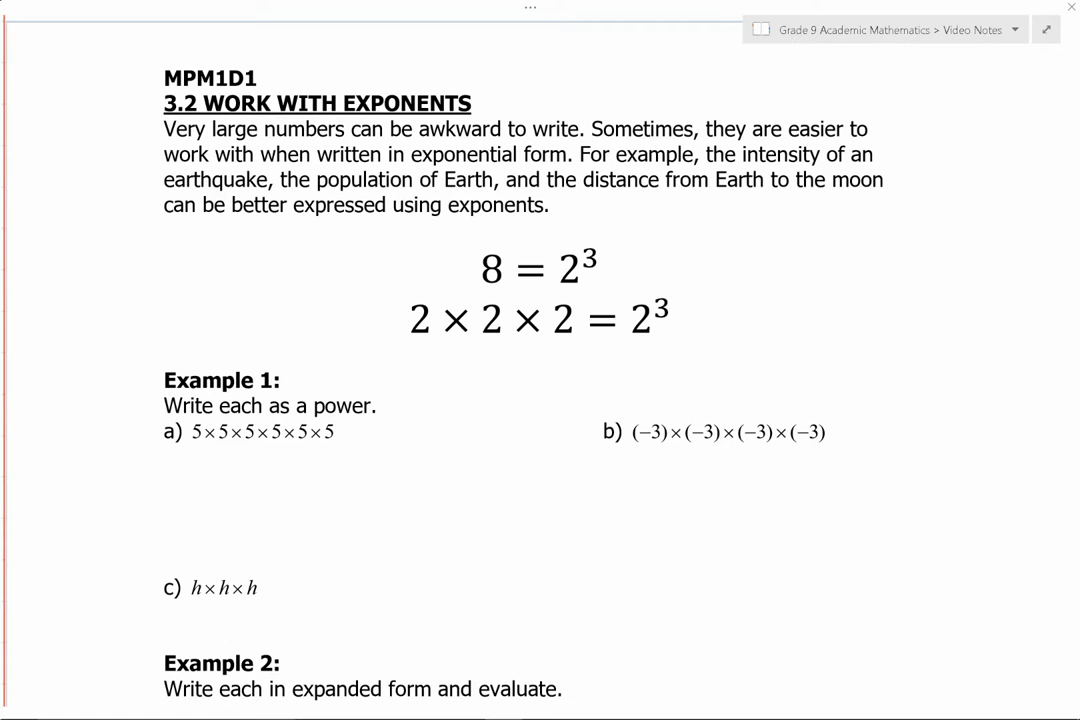 Grade 9 Academic Mathematics > Video Notes
MPM1D1
3.2 WORK WITH EXPONENTS
Very large numbers can be awkward to write. Sometimes, they are easier to
work with when written in exponential form. For example, the intensity of an
earthquake, the population of Earth, and the distance from Earth to the moon
can be better expressed using exponents.
8 = 2³
2 × 2 × 2 = 2³
Example 1:
Write each as a power.
a) 5×5×5×5×5×5
b) (−3)×(−3)×(−3)×(−3)
c) h×h×h
Example 2:
Write each in expanded form and evaluate.